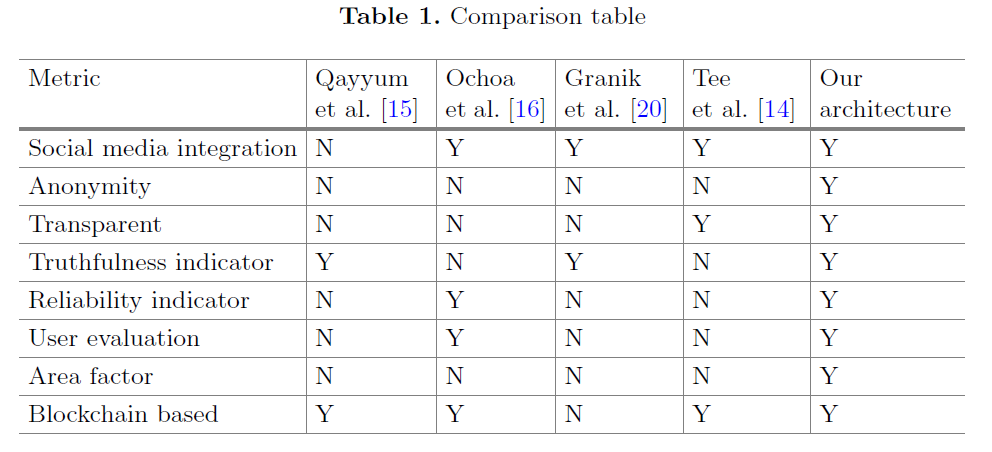 Table 1. Comparison table
Metric Qayyum et al. [15] Ochoa et al. [16] Granik et al. [20] Tee et al. [14] Our architecture
Social media integration N Y Y Y Y
Anonymity N N N N Y
Transparent N N N Y Y
Truthfulness indicator Y N Y N Y
Reliability indicator N Y N N Y
User evaluation N Y N N Y
Area factor N N N N Y
Blockchain based Y Y N Y Y